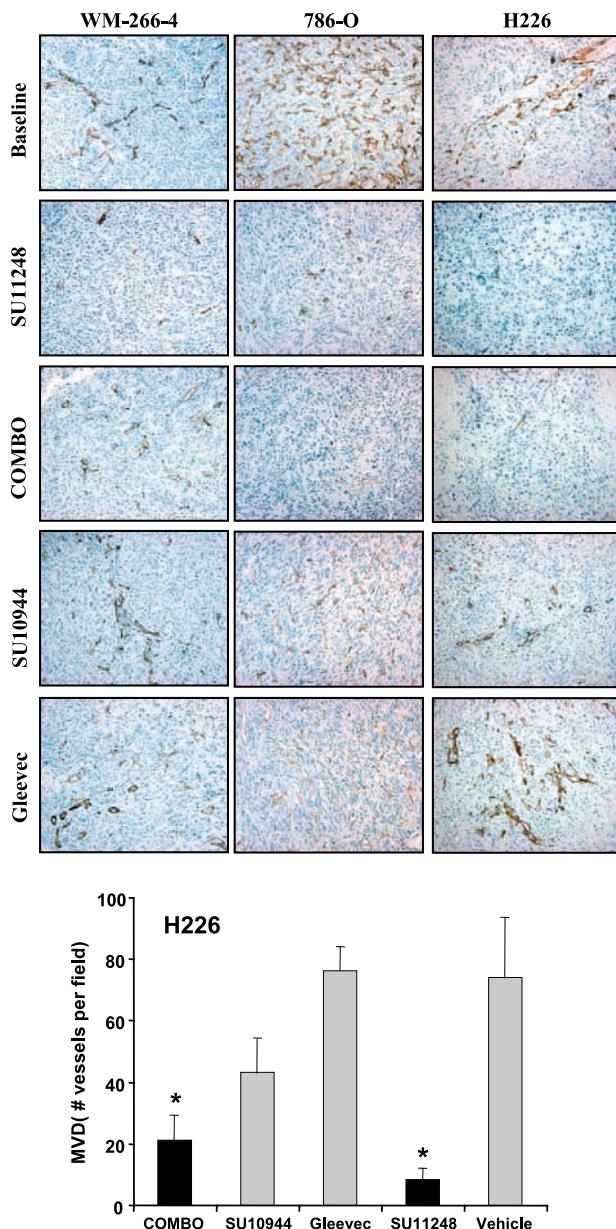 WM-266-4 786-O H226
Baseline
SU11248
COMBO
SU10944
Gleevec
H226
MVD( # vessels per field)
100
80
60
40
20
0
*
*
COMBO SU10944 Gleevec SU11248 Vehicle